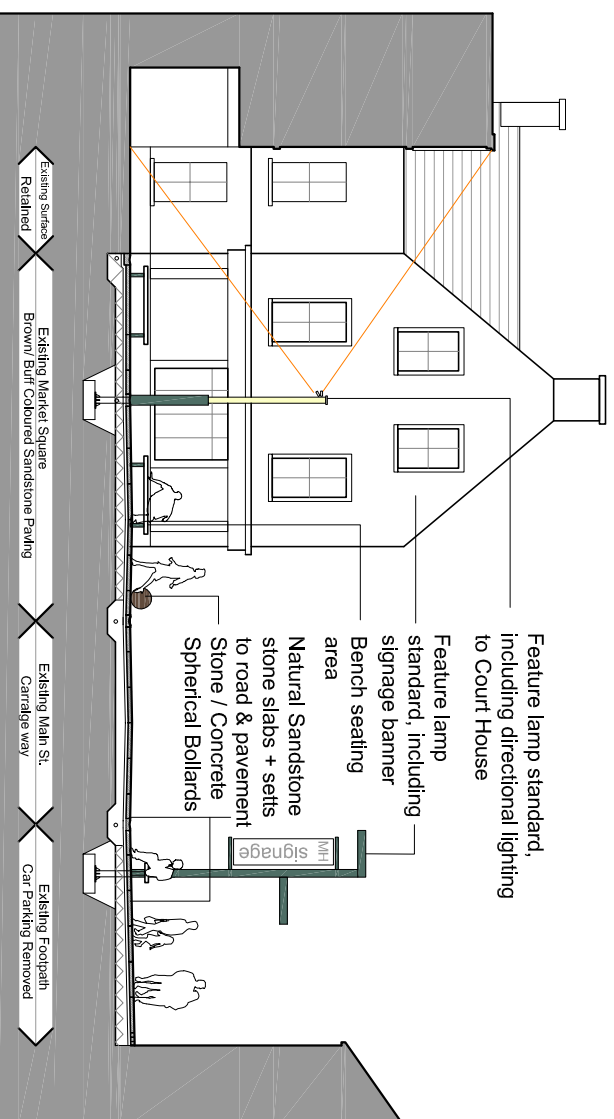 Feature lamp standard,
including directional lighting
to Court House
Feature lamp
standard, including
signage banner
Bench seating
area
Natural Sandstone
stone slabs + setts
to road & pavement
Stone / Concrete
Spherical Bollards
HM
signage
Existing Surface
Retained
Existing Market Square
Brown/ Buff Coloured Sandstone Paving
Existing Main St.
Carraige way
Existing Footpath
Car Parking Removed